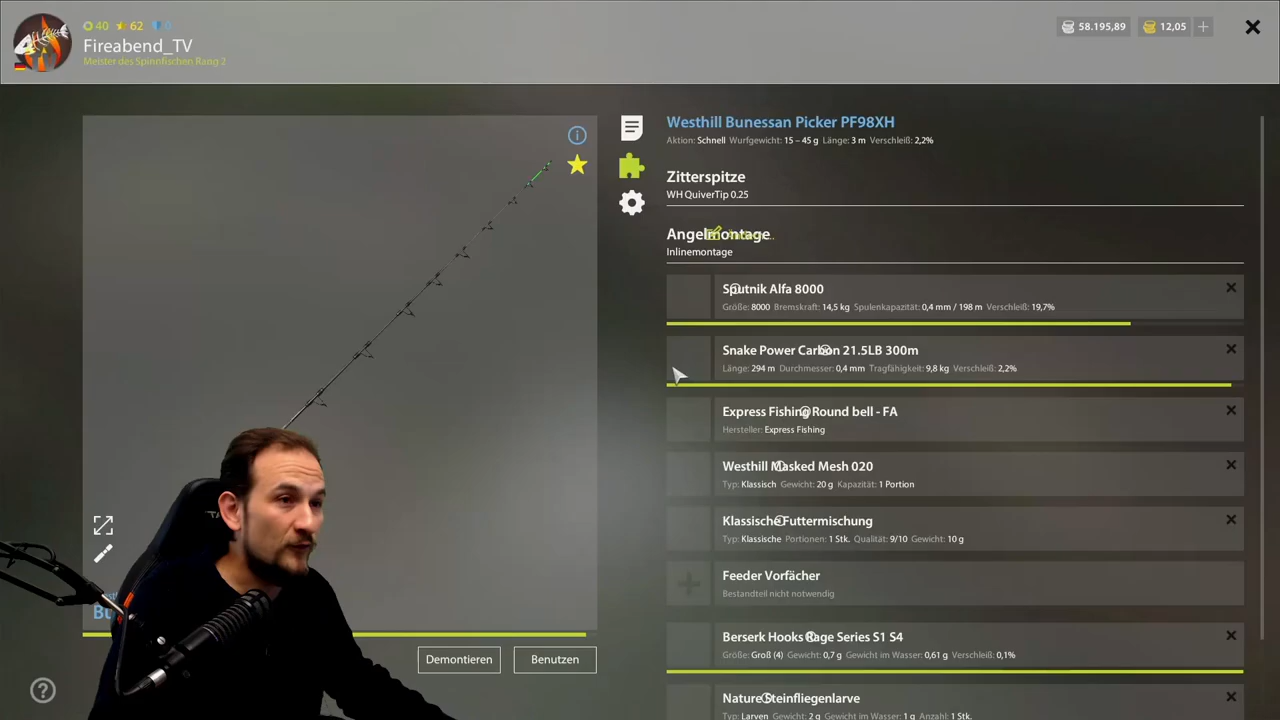 40 62
Fireabend_TV
Meister des Spinnfischen Rang 2
58.195,89 12,05 +
Westhill Bunessan Picker PF98XH
Aktion: Schnell Wurfgewicht: 15 – 45 g Länge: 3 m Verschleiß: 2,2%
Zitterspitze
WH QuiverTip 0.25
Angelmontage
Inlinemontage
Sputnik Alfa 8000
Größe: 8000 Bremskraft: 14,5 kg Spulenkapazität: 0,4 mm / 198 m Verschleiß: 19,7%
Snake Power Carbon 21.5LB 300m
Länge: 294 m Durchmesser: 0,4 mm Tragfähigkeit: 9,8 kg Verschleiß: 2,2%
Express Fishing Round bell - FA
Hersteller: Express Fishing
Westhill Masked Mesh 020
Typ: Klassisch Gewicht: 20 g Kapazität: 1 Portion
Klassische Futtermischung
Typ: Klassische Portionen: 1 Stk. Qualität: 9/10 Gewicht: 10 g
Feeder Vorfächer
Bestandteil nicht notwendig
Berserk Hooks Rage Series S1 S4
Größe: Groß (4) Gewicht: 0,7 g Gewicht im Wasser: 0,61 g Verschleiß: 0,1%
Nature Steinfliegenlarve
Typ: Larven Gewicht: 2 g Gewicht im Wasser: 1 g Anzahl: 1 Stk.
Demontieren Benutzen